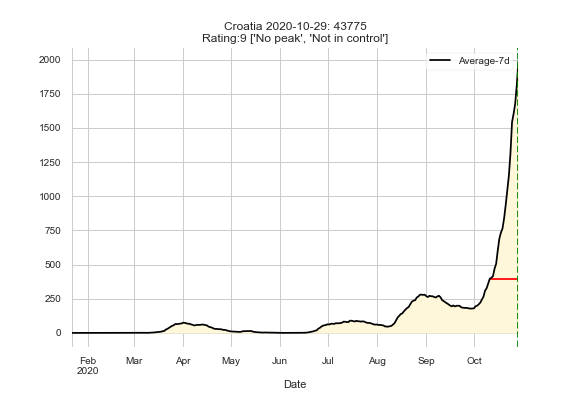 Croatia 2020-10-29: 43775
Rating:9 ['No peak', 'Not in control']
Average-7d
2000
1750
1500
1250
1000
750
500
250
0
Feb Mar Apr May Jun Jul Aug Sep Oct
2020
Date